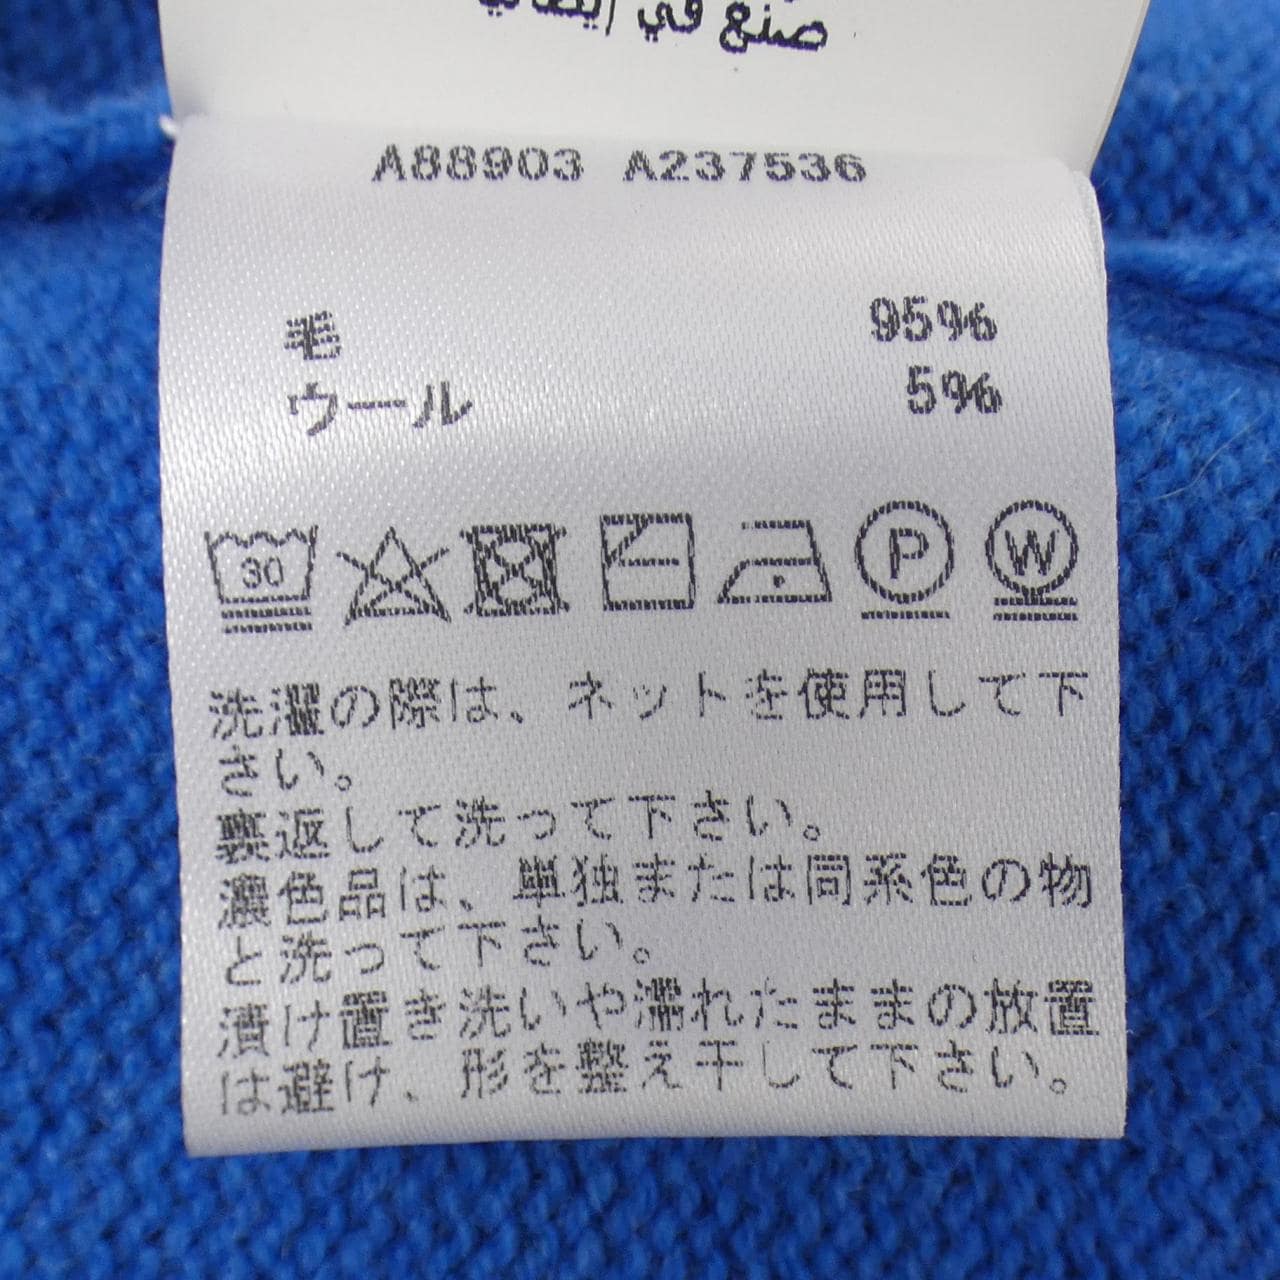 صنع في إيطاليا
A88903 A237536
毛 95%
ウール 5%
30 P W
洗濯の際は、ネットを使用して下
さい。
裏返して洗って下さい。
濃色品は、単独または同系色の物
と洗って下さい。
漬け置き洗いや濡れたままの放置
は避け、形を整え干して下さい。